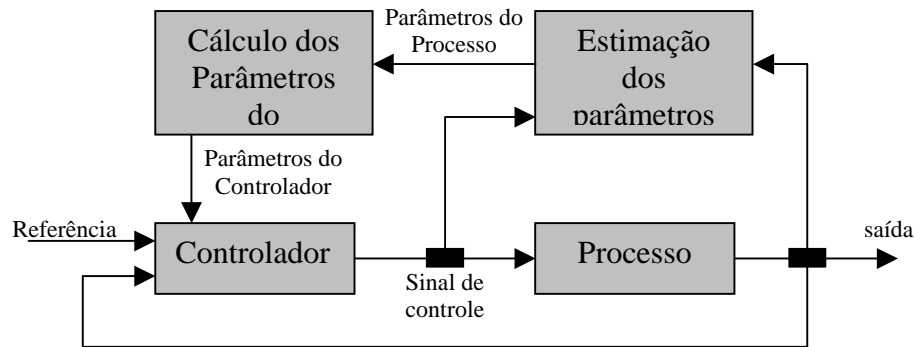 Parâmetros do
Processo
Cálculo dos
Parâmetros
do
Estimação
dos
parâmetros
Parâmetros do
Controlador
Referência
Controlador
Sinal de
controle
Processo
saída